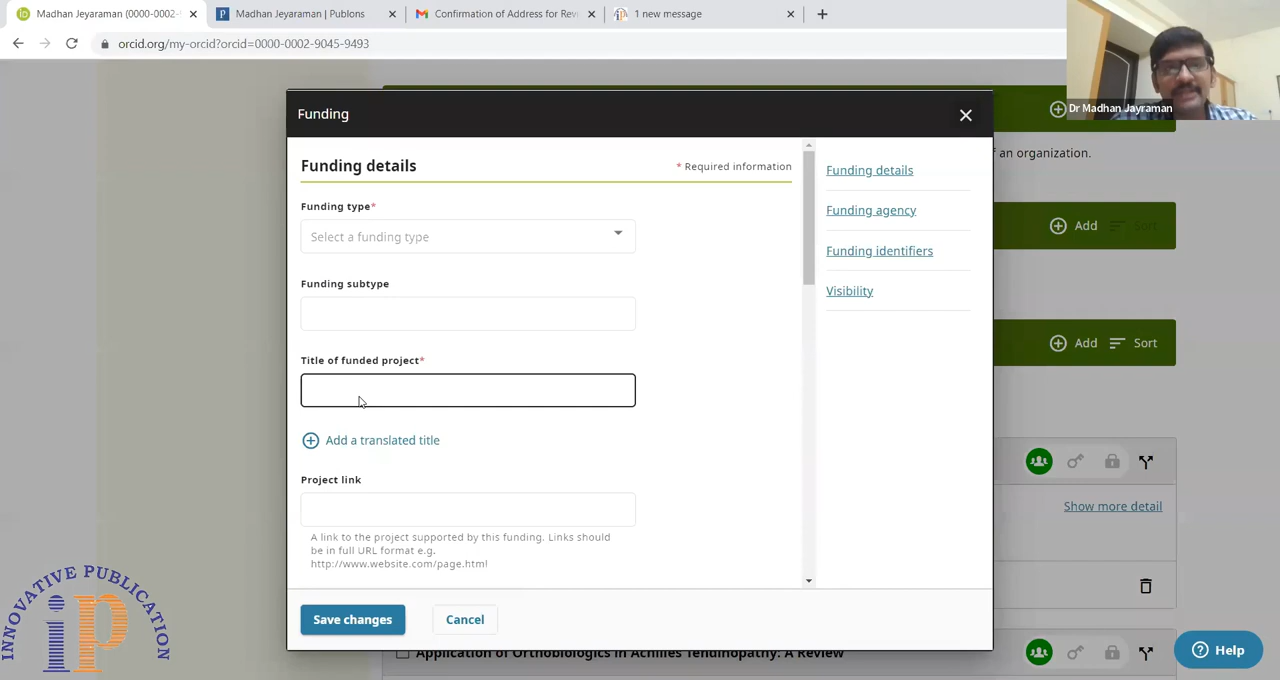 Madhan Jeyaraman (0000-0002-
Madhan Jeyaraman | Publons
Confirmation of Address for Revi
1 new message
orcid.org/my-orcid?orcid=0000-0002-9045-9493
Dr Madhan Jayraman
Funding
Funding details
* Required information
Funding details
f an organization.
Funding type*
Select a funding type
Funding agency
Add
Sort
Funding identifiers
Funding subtype
Visibility
Add
Sort
Title of funded project*
Add a translated title
Project link
Show more detail
A link to the project supported by this funding. Links should
be in full URL format e.g.
http://www.website.com/page.html
INNOVATIVE PUBLICATION
ip
Save changes
Cancel
Help
Application of Orthobiologics in Achilles Tendinopathy: A Review